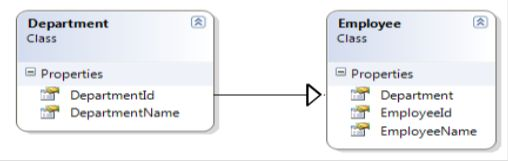 Department
Class
Properties
DepartmentId
DepartmentName
Employee
Class
Properties
Department
EmployeeId
EmployeeName